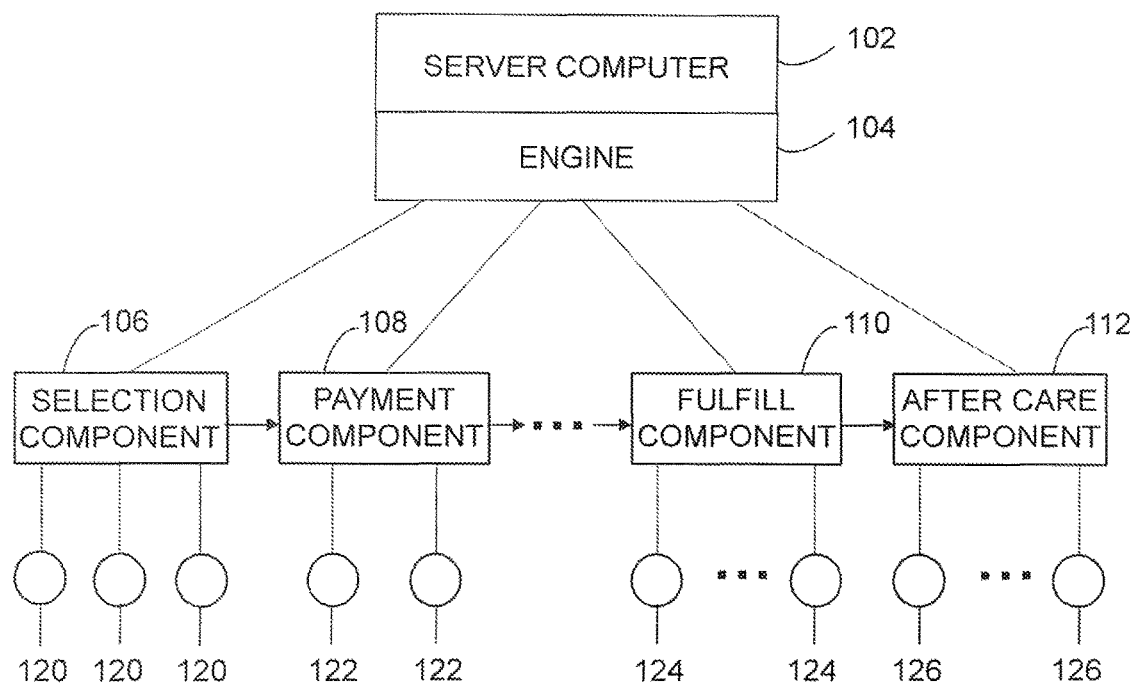 SERVER COMPUTER
102
ENGINE
104
106
108
110
112
SELECTION
COMPONENT
PAYMENT
COMPONENT
FULFILL
COMPONENT
AFTER CARE
COMPONENT
120 120 120 122 122 124 124 126 126